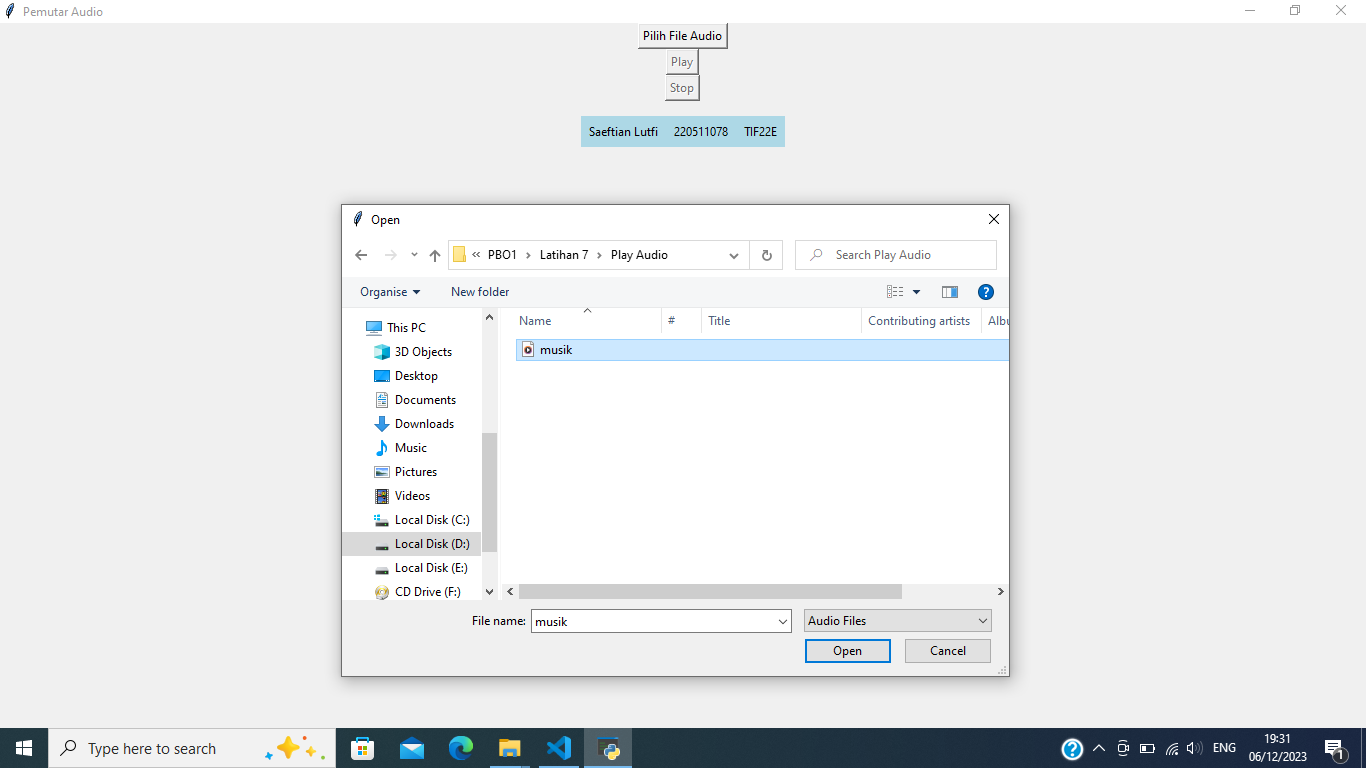 Pemutar Audio
Pilih File Audio
Play
Stop
Saeftian Lutfi 220511078 TIF22E
Open
« PBO1 › Latihan 7 › Play Audio
Search Play Audio
Organise New folder
Name # Title Contributing artists Albu
This PC
musik
3D Objects
Desktop
Documents
Downloads
Music
Pictures
Videos
Local Disk (C:)
Local Disk (D:)
Local Disk (E:)
CD Drive (F:)
File name: musik Audio Files
Open Cancel
Type here to search
ENG
19:31
06/12/2023
1